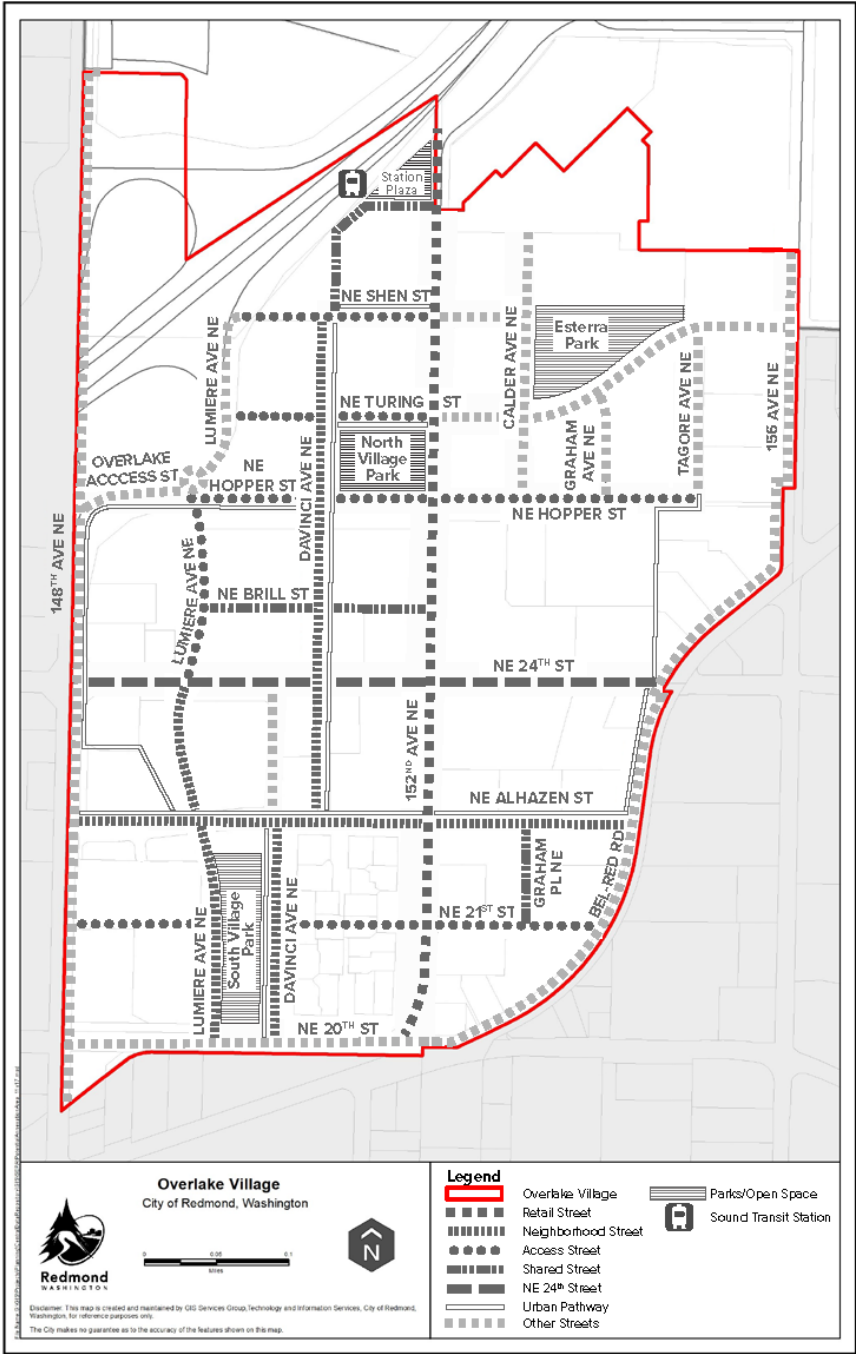 Station
Plaza
NE SHEN ST
LUMIERE AVE NE
CALDER AVE NE
Esterra
Park
NE TURING ST
TAGORE AVE NE
156 AVE NE
GRAHAM
AVE NE
North
Village
Park
OVERLAKE
ACCCESS ST
NE
HOPPER ST
DAVINCI AVE NE
NE HOPPER ST
148TH AVE NE
LUMIERE AVE NE
NE BRILL ST
NE 24TH ST
152ND AVE NE
NE ALHAZEN ST
GRAHAM
PL NE
BEL-RED RD
NE 21ST ST
LUMIERE AVE NE
South Village
Park
DAVINCI AVE NE
NE 20TH ST
Overlake Village
City of Redmond, Washington
Redmond
WASHINGTON
0 0.05 0.1
Miles
N
Disclaimer: This map is created and maintained by GIS Services Group,Technology and Information Services, City of Redmond,
Washington, for reference purposes only.
The City makes no guarantee as to the accuracy of the features shown on this map.
Legend
Overlake Village
Retail Street
Neighborhood Street
Access Street
Shared Street
NE 24th Street
Urban Pathway
Other Streets
Parks/Open Space
Sound Transit Station